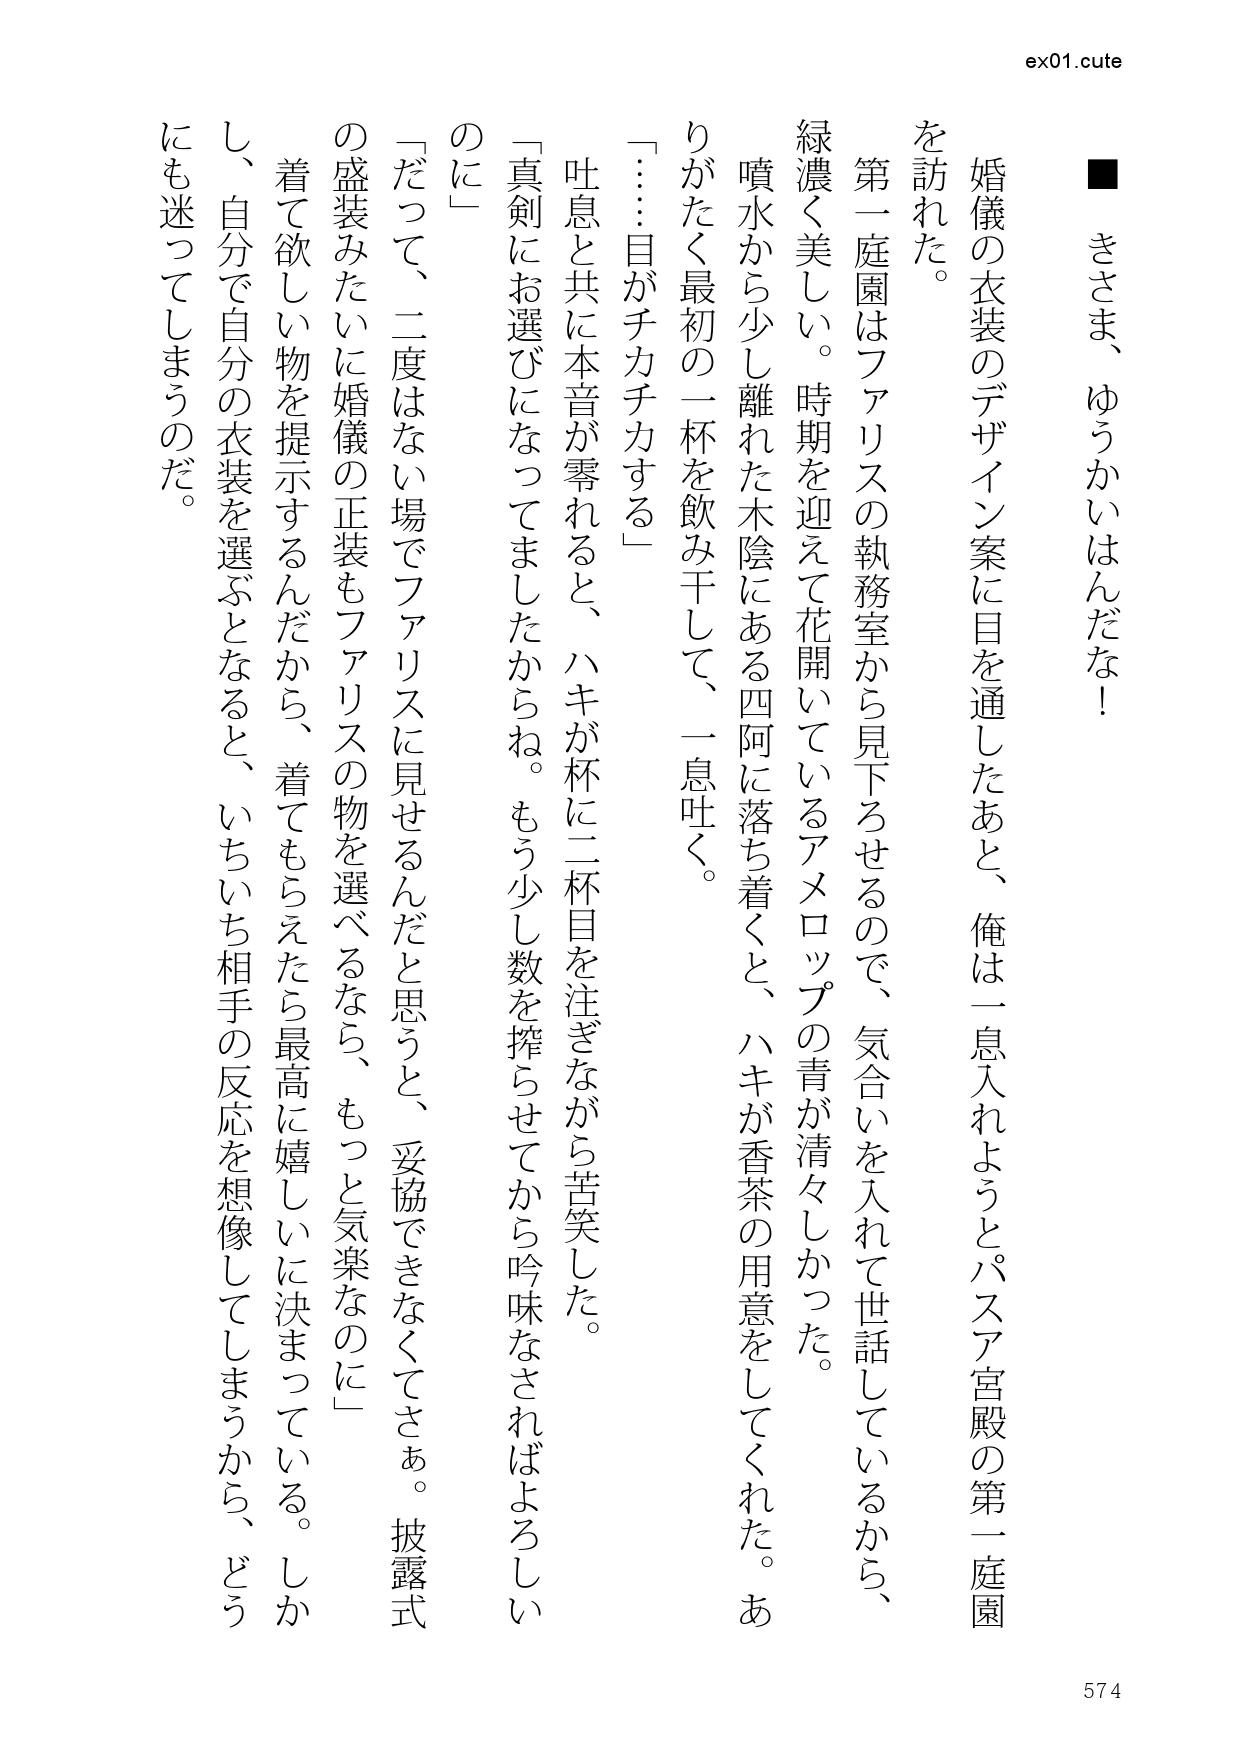 ex01.cute
■　きさま、ゆうかいはんだな！
　婚儀の衣装のデザイン案に目を通したあと、俺は一息入れようとパスア宮殿の第一庭園
を訪れた。
　第一庭園はファリスの執務室から見下ろせるので、気合いを入れて世話しているから、
緑濃く美しい。時期を迎えて花開いているアメロップの青が清々しかった。
　噴水から少し離れた木陰にある四阿に落ち着くと、ハキが香茶の用意をしてくれた。あ
りがたく最初の一杯を飲み干して、一息吐く。
「……目がチカチカする」
　吐息と共に本音が零れると、ハキが杯に二杯目を注ぎながら苦笑した。
「真剣にお選びになってましたからね。もう少し数を搾らせてから吟味なさればよろしい
のに」
「だって、二度はない場でファリスに見せるんだと思うと、妥協できなくてさぁ。披露式
の盛装みたいに婚儀の正装もファリスの物を選べるなら、もっと気楽なのに」
　着て欲しい物を提示するんだから、着てもらえたら最高に嬉しいに決まっている。しか
し、自分で自分の衣装を選ぶとなると、いちいち相手の反応を想像してしまうから、どう
にも迷ってしまうのだ。
574